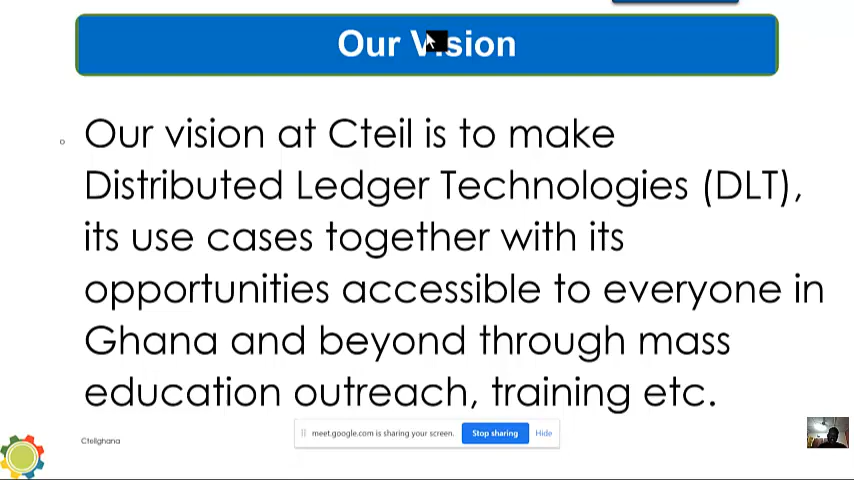 Our Vision
Our vision at Cteil is to make
Distributed Ledger Technologies (DLT),
its use cases together with its
opportunities accessible to everyone in
Ghana and beyond through mass
education outreach, training etc.
meet.google.com is sharing your screen. Stop sharing Hide
Cteilghana